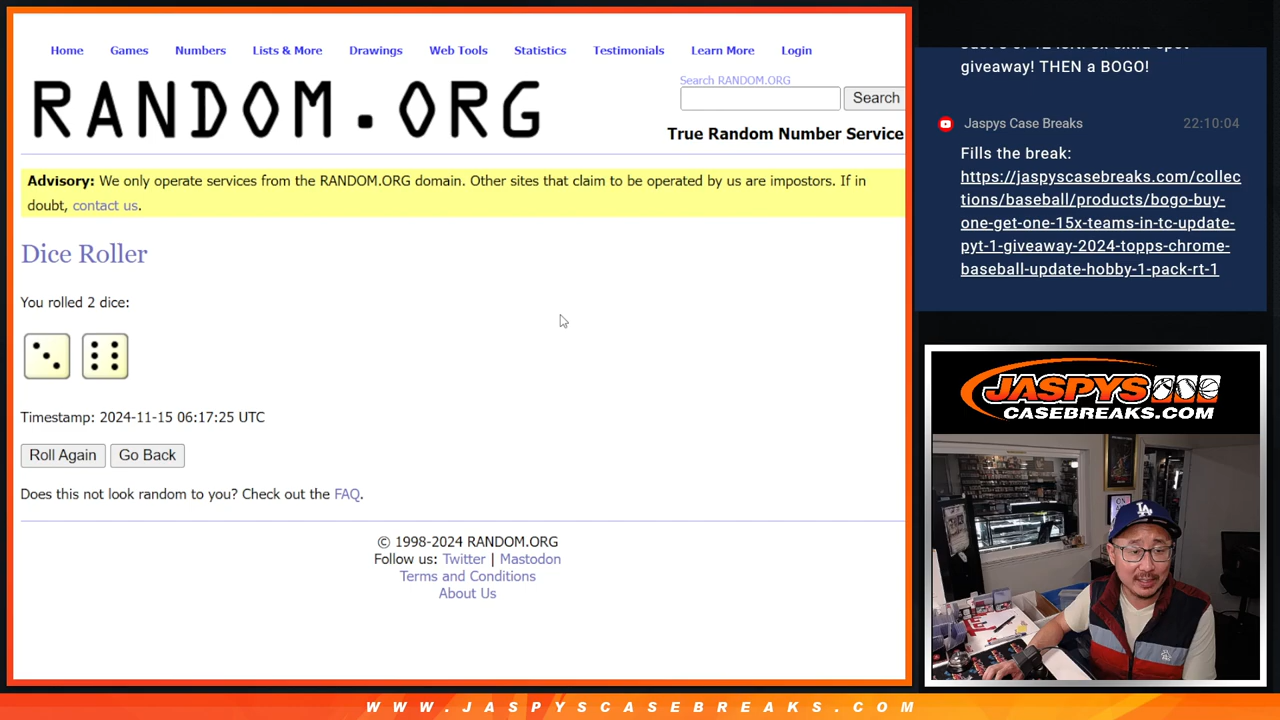 Home Games Numbers Lists & More Drawings Web Tools Statistics Testimonials Learn More Login
RANDOM.ORG
Search RANDOM.ORG
Search
True Random Number Service
Advisory: We only operate services from the RANDOM.ORG domain. Other sites that claim to be operated by us are impostors. If in
doubt, contact us.
Dice Roller
You rolled 2 dice:
Timestamp: 2024-11-15 06:17:25 UTC
Roll Again Go Back
Does this not look random to you? Check out the FAQ.
© 1998-2024 RANDOM.ORG
Follow us: Twitter | Mastodon
Terms and Conditions
About Us
giveaway! THEN a BOGO!
Jaspys Case Breaks 22:10:04
Fills the break:
https://jaspyscasebreaks.com/collec
tions/baseball/products/bogo-buy-
one-get-one-15x-teams-in-tc-update-
pyt-1-giveaway-2024-topps-chrome-
baseball-update-hobby-1-pack-rt-1
JASPYS
CASEBREAKS.COM
LA
WWW.JASPYSCASEBREAKS.COM